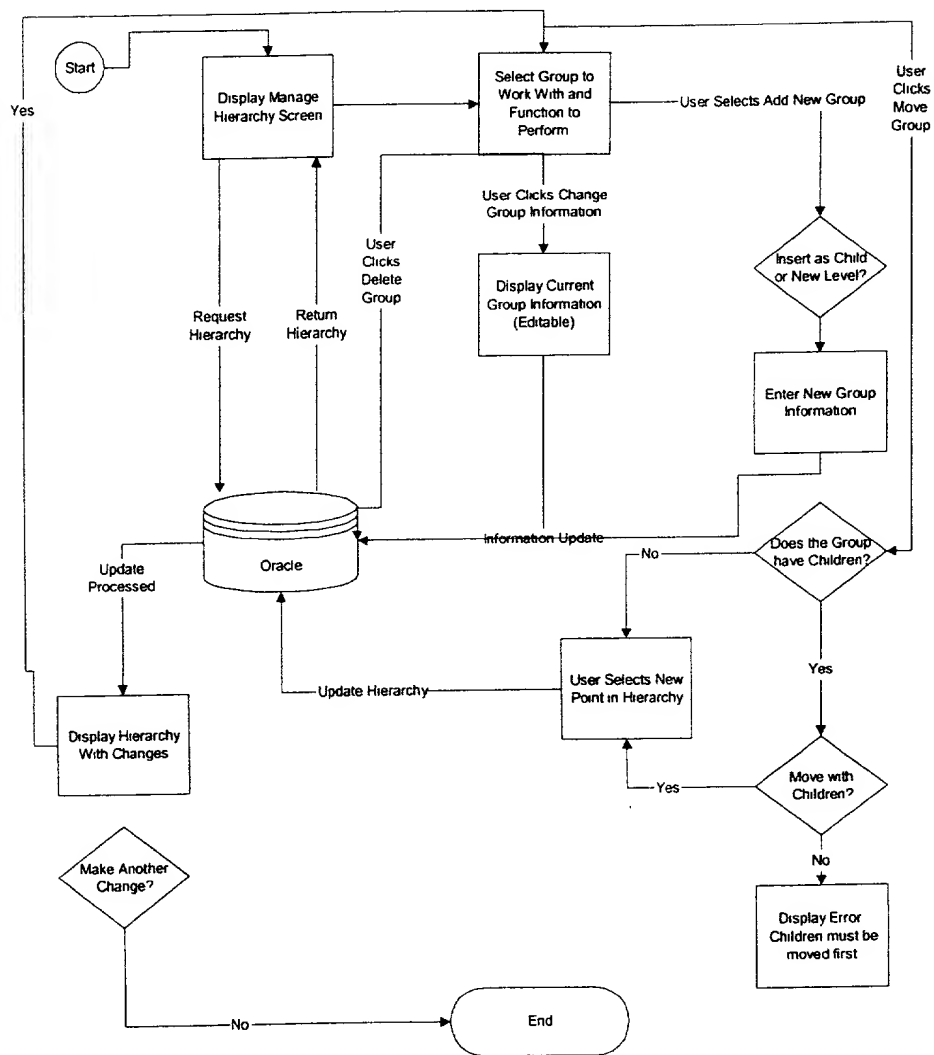 Start
Display Manage
Hierarchy Screen
Select Group to
Work With and
Function to
Perform
User Selects Add New Group
User
Clicks
Move
Group
Yes
User Clicks Change
Group Information
User
Clicks
Delete
Group
Insert as Child
or New Level?
Display Current
Group Information
(Editable)
Request
Hierarchy
Return
Hierarchy
Enter New Group
Information
Oracle
Information Update
Does the Group
have Children?
No
Update
Processed
Yes
User Selects New
Point in Hierarchy
Update Hierarchy
Display Hierarchy
With Changes
Move with
Children?
Yes
No
Make Another
Change?
Display Error
Children must be
moved first
No
End